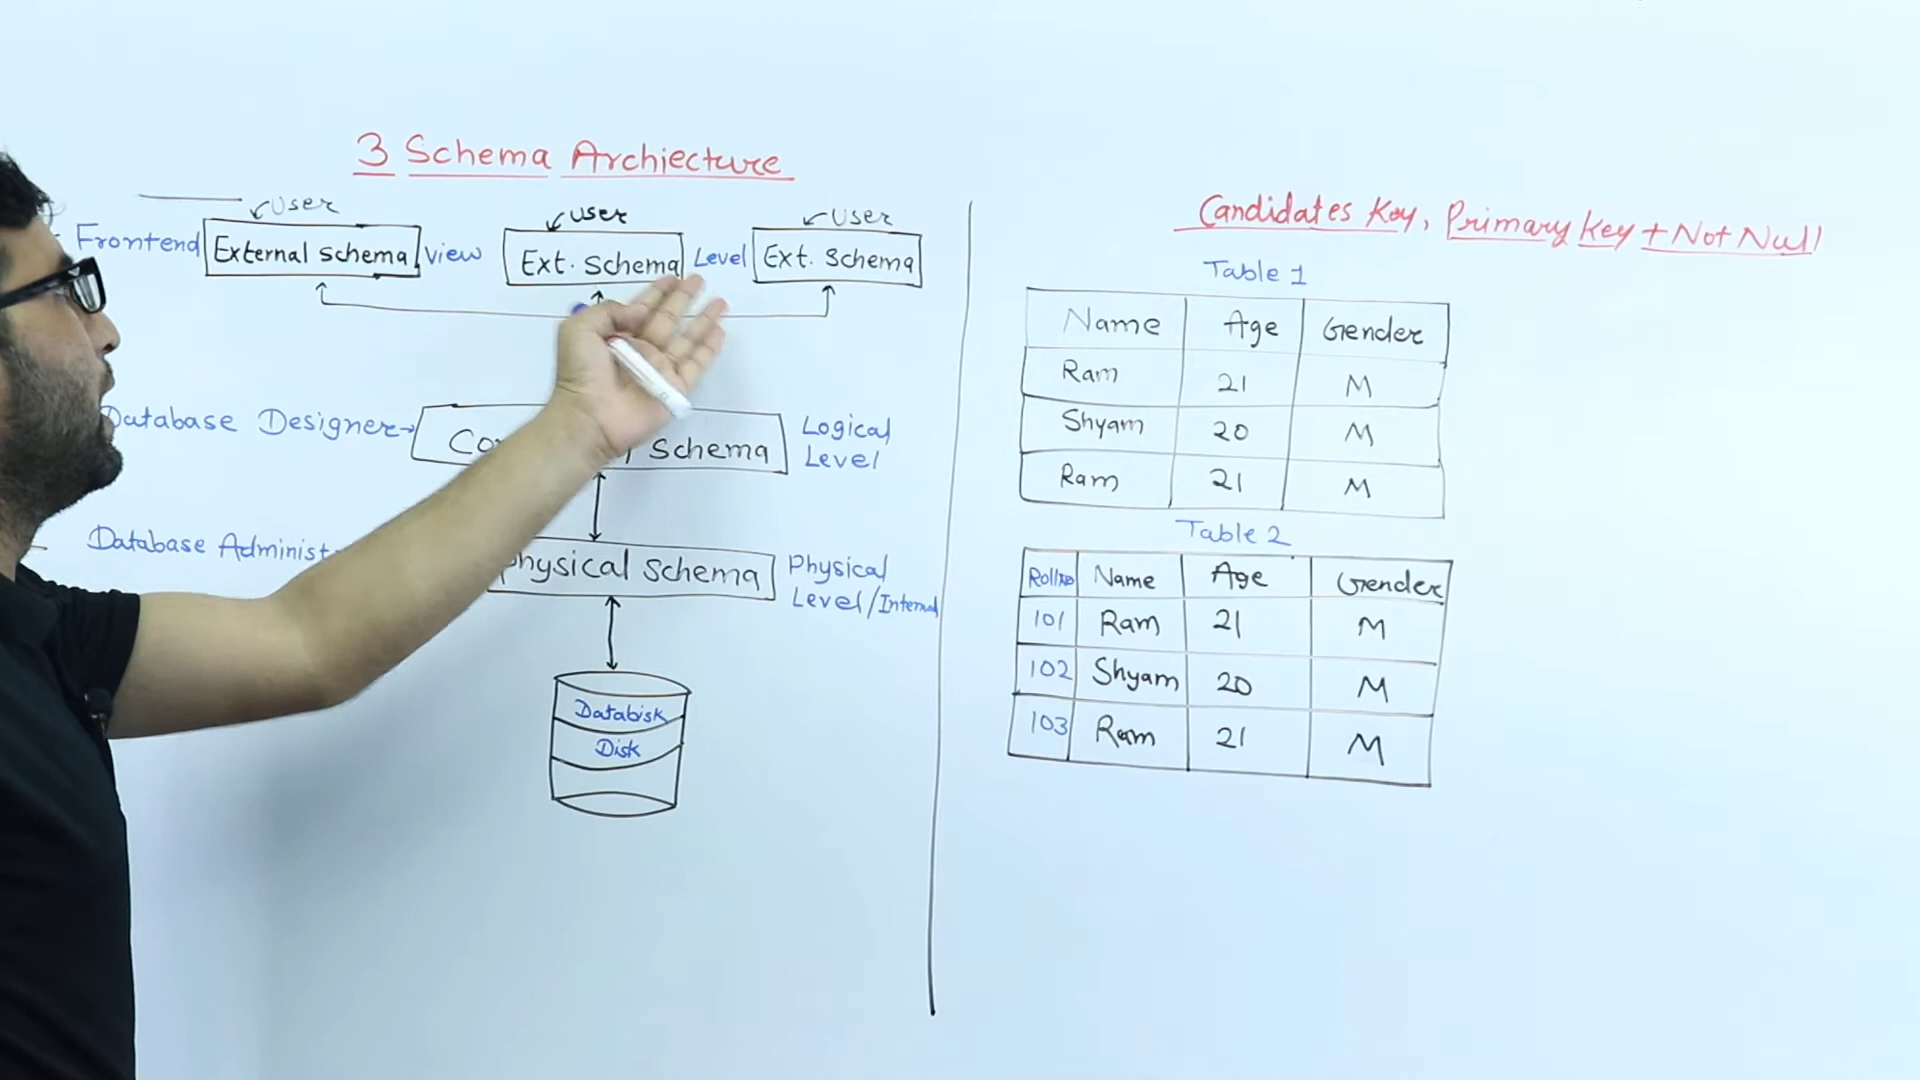 3 Schema Archiecture
User
User
User
Frontend
External schema
View
Ext. Schema
Level
Ext. Schema
Database Designer
Schema
Logical
Level
Database
Physical schema
Physical
Level/Internal
Databisk
Disk
Candidates Key, Primary Key + Not Null
Table 1
Name Age Gender
Ram 21 M
Shyam 20 M
Ram 21 M
Table 2
Rollno Name Age Gender
101 Ram 21 M
102 Shyam 20 M
103 Ram 21 M